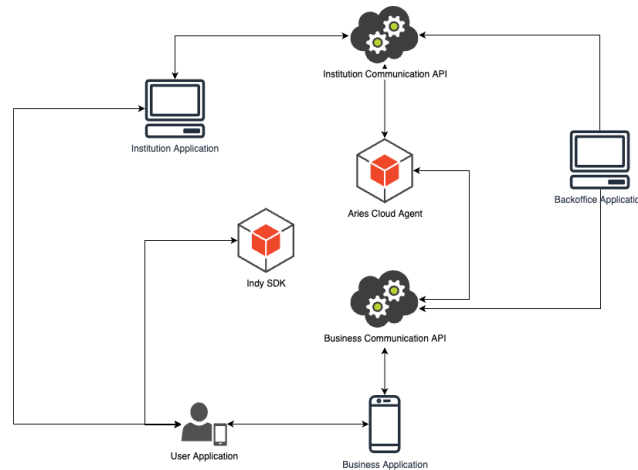 Institution Communication API
Institution Application
Backoffice Applicatio
Aries Cloud Agent
Indy SDK
Business Communication API
User Application
Business Application